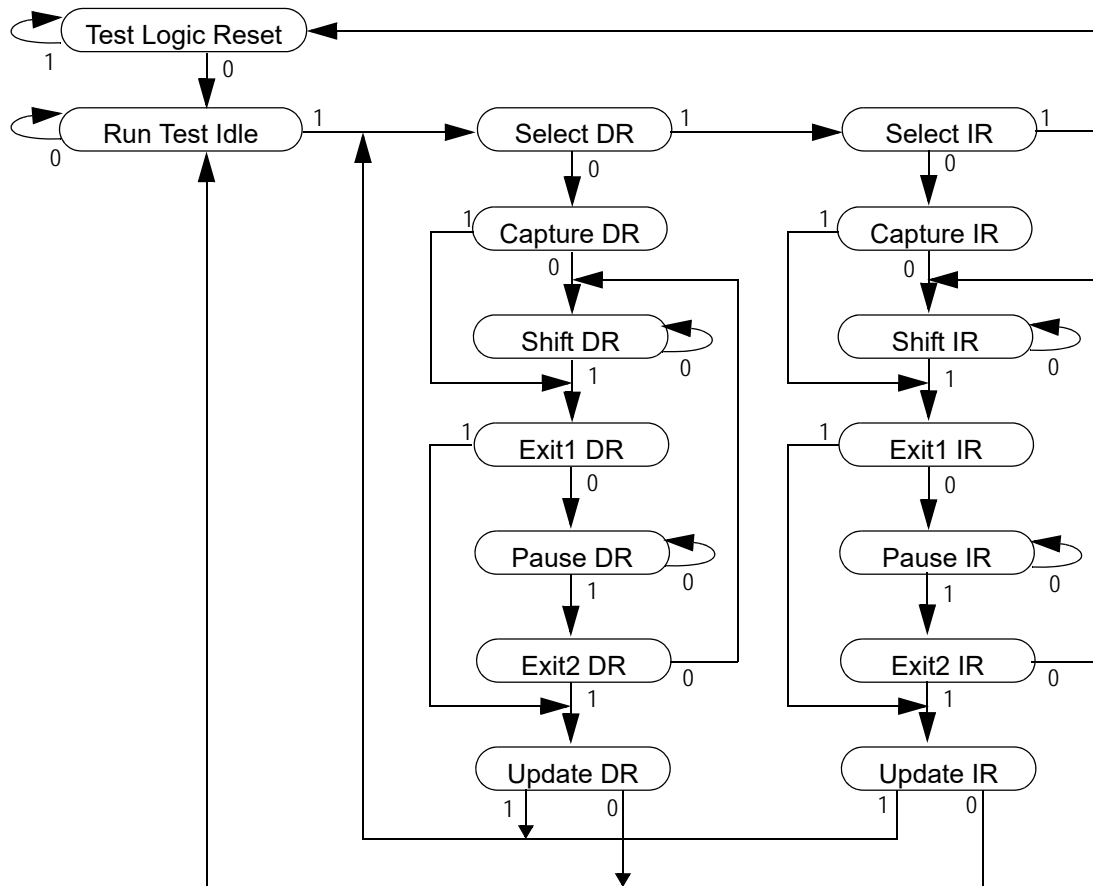 Test Logic Reset
1
0
Run Test Idle
1
0
Select DR
1
0
Select IR
1
0
Capture DR
1
0
Capture IR
1
0
Shift DR
0
1
Shift IR
0
1
Exit1 DR
1
0
Exit1 IR
1
0
Pause DR
0
1
Pause IR
0
1
Exit2 DR
0
1
Exit2 IR
0
1
Update DR
1
0
Update IR
1
0